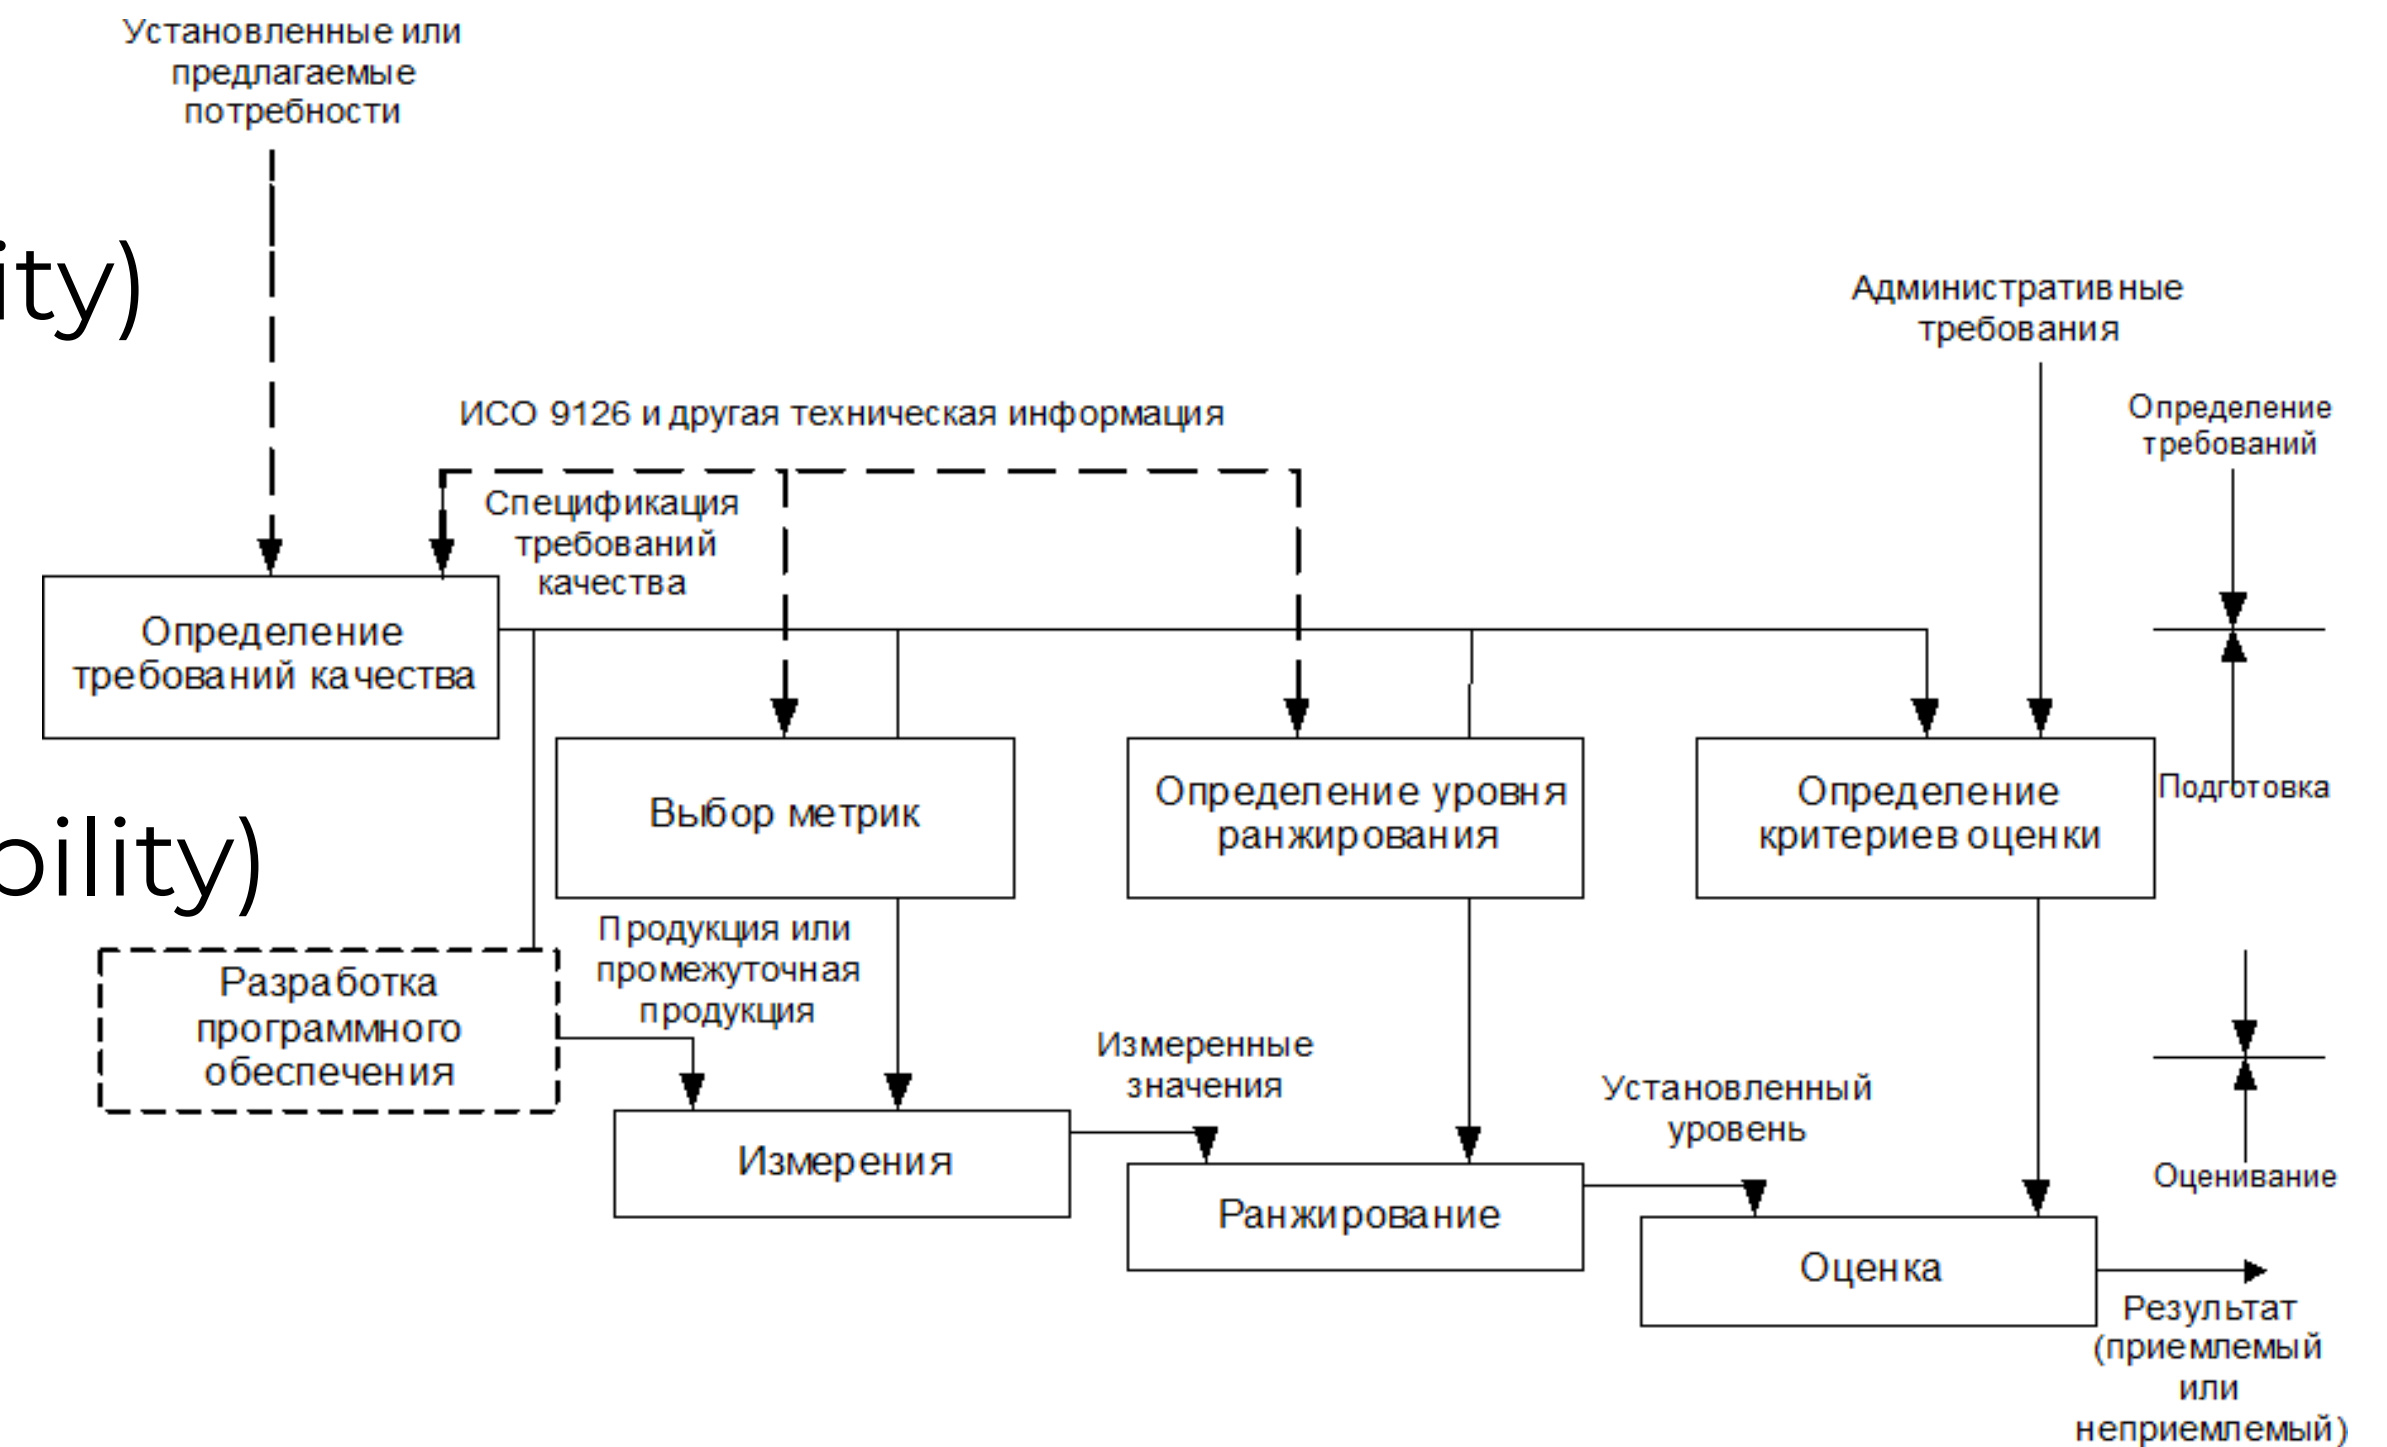 Установленные или
предлагаемые
потребности
ity)
Административные
требования
ИСО 9126 и другая техническая информация
Определение
требований
Спецификация
требований
качества
Определение
требований качества
Выбор метрик
Определение уровня
ранжирования
Определение
критериев оценки
Подготовка
bility)
Разработка
программного
обеспечения
Продукция или
промежуточная
продукция
Измеренные
значения
Установленный
уровень
Измерения
Ранжирование
Оценивание
Оценка
Результат
(приемлемый
или
неприемлемый)